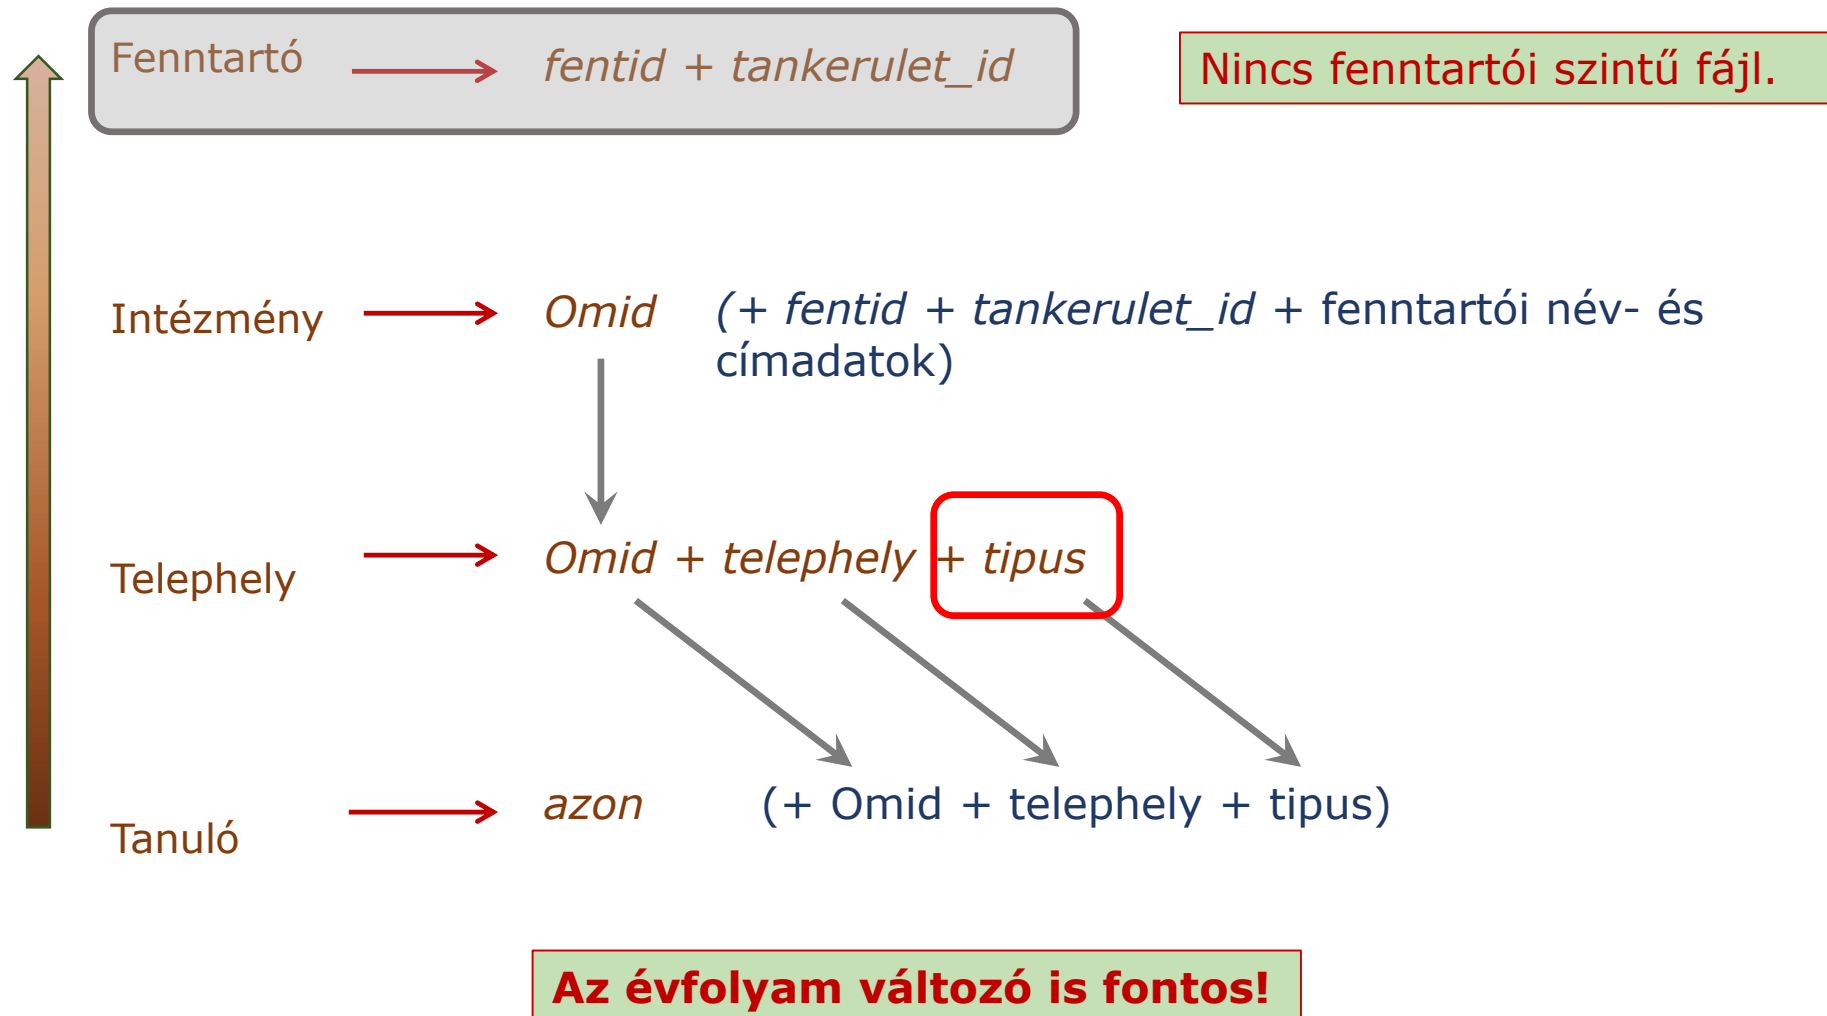 Fenntartó
fentid + tankerulet_id
Nincs fenntartói szintű fájl.
Intézmény
Omid
(+ fentid + tankerulet_id + fenntartói név- és
címadatok)
Telephely
Omid + telephely + tipus
Tanuló
azon
(+ Omid + telephely + tipus)
Az évfolyam változó is fontos!